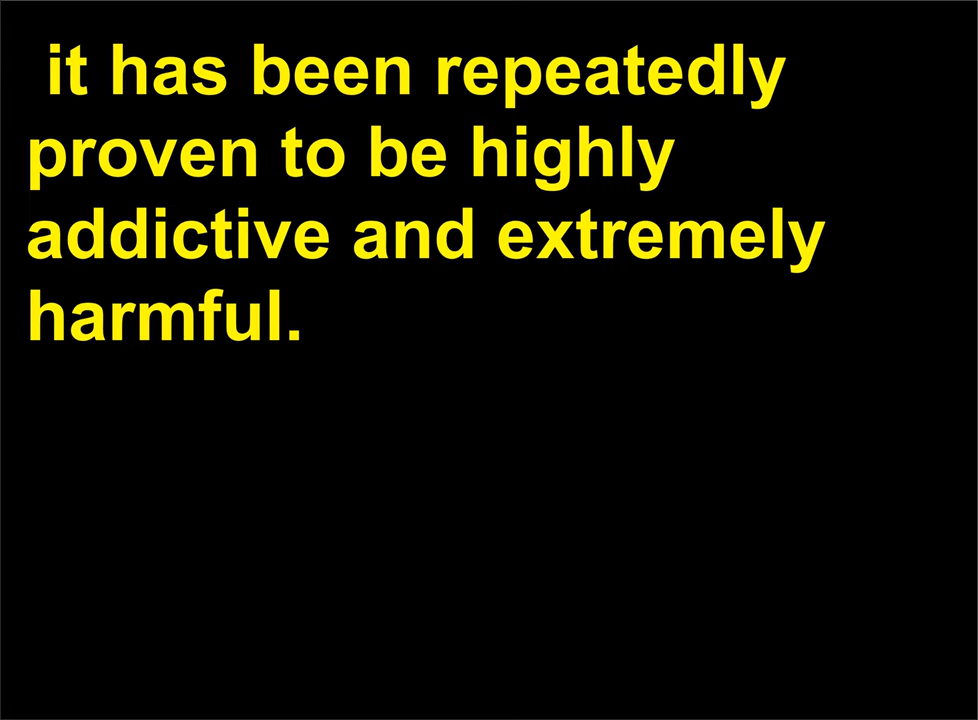 it has been repeatedly
proven to be highly
addictive and extremely
harmful.